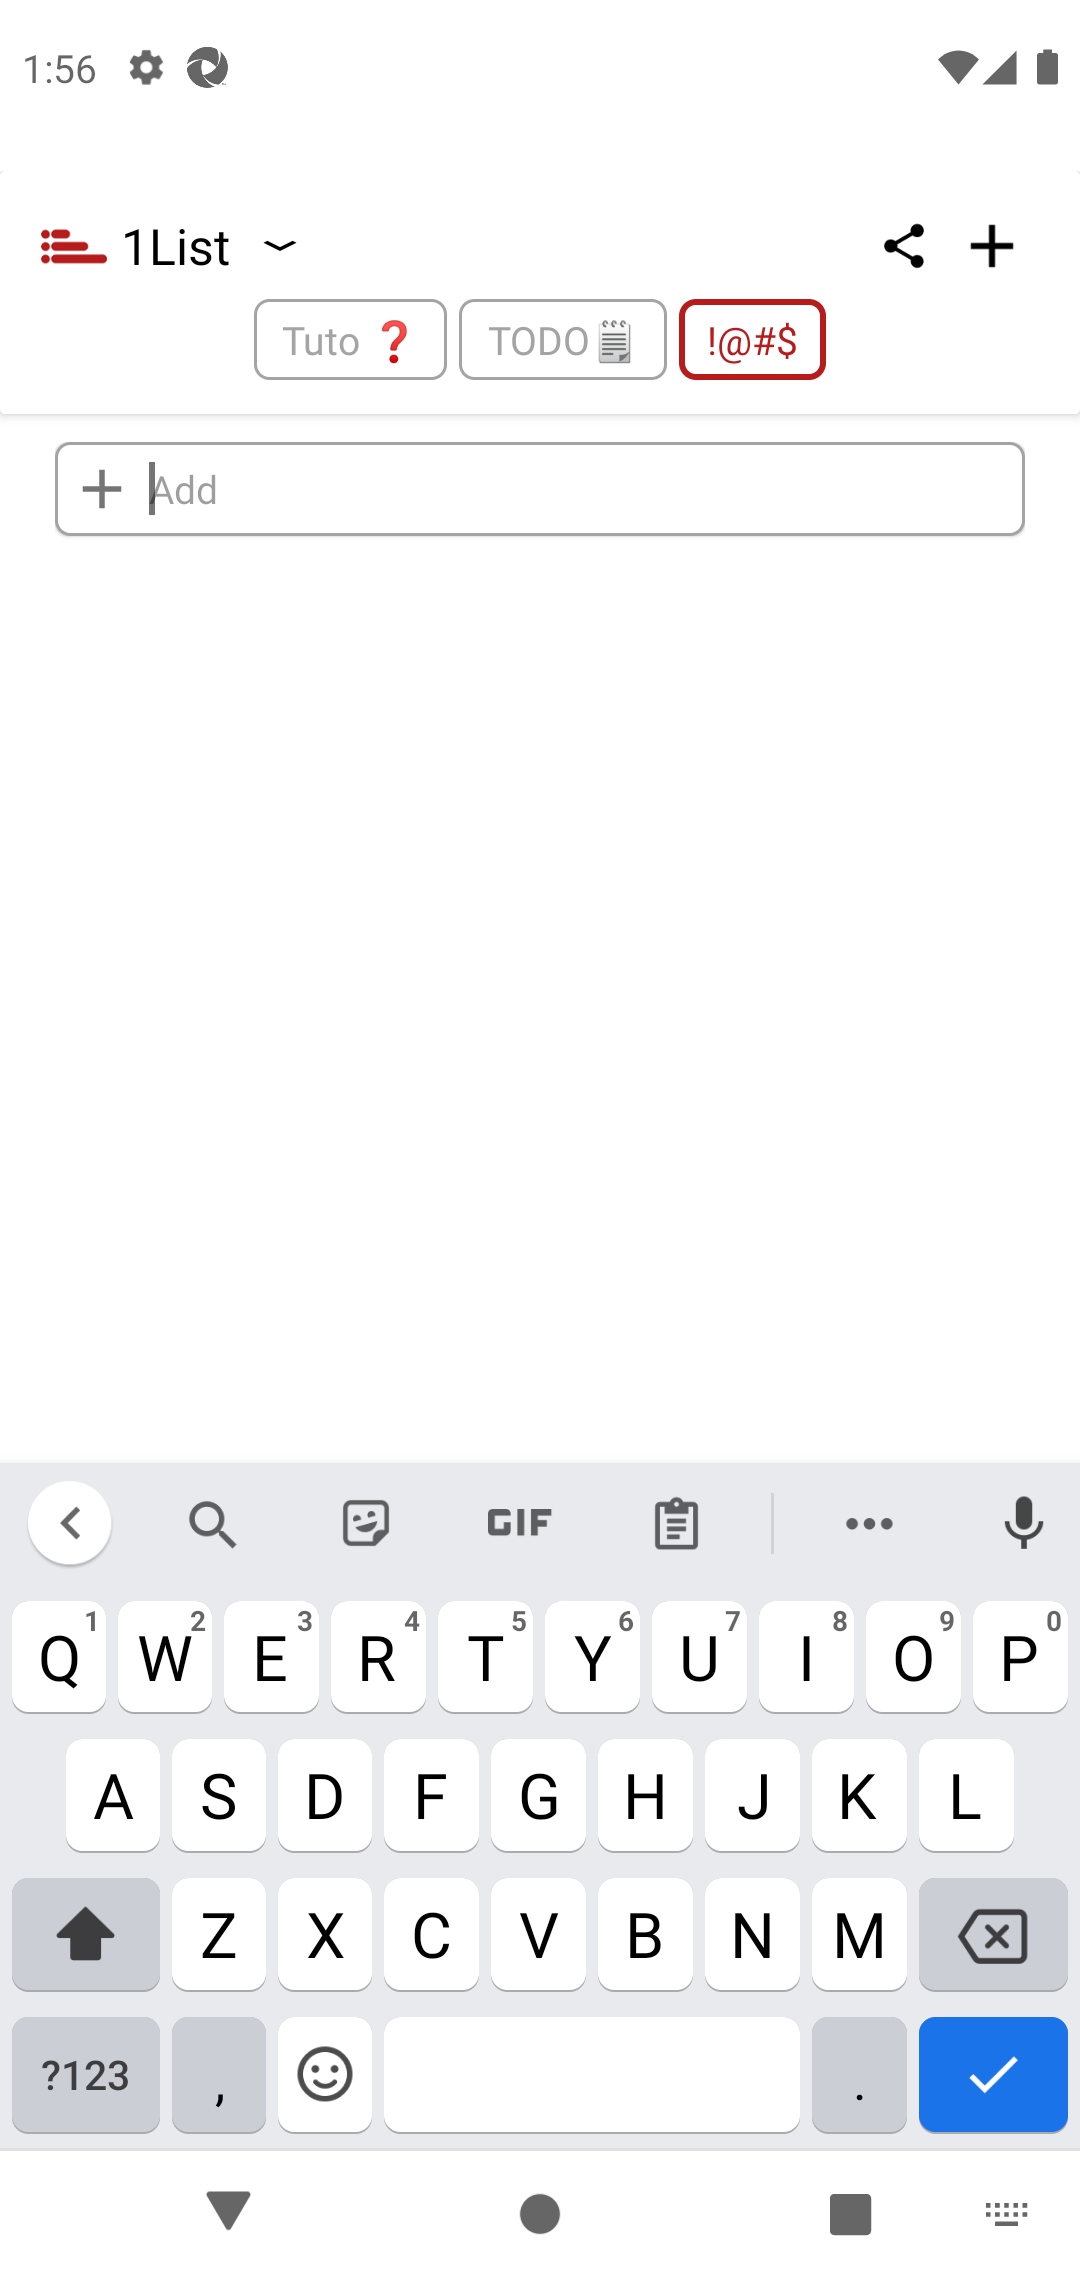 1:56
1List
Tuto ❓
TODO🗒
!@#$
Add
GIF
Q1 W2 E3 R4 T5 Y6 U7 I8 O9 P0
A S D F G H J K L
Z X C V B N M
?123 , .